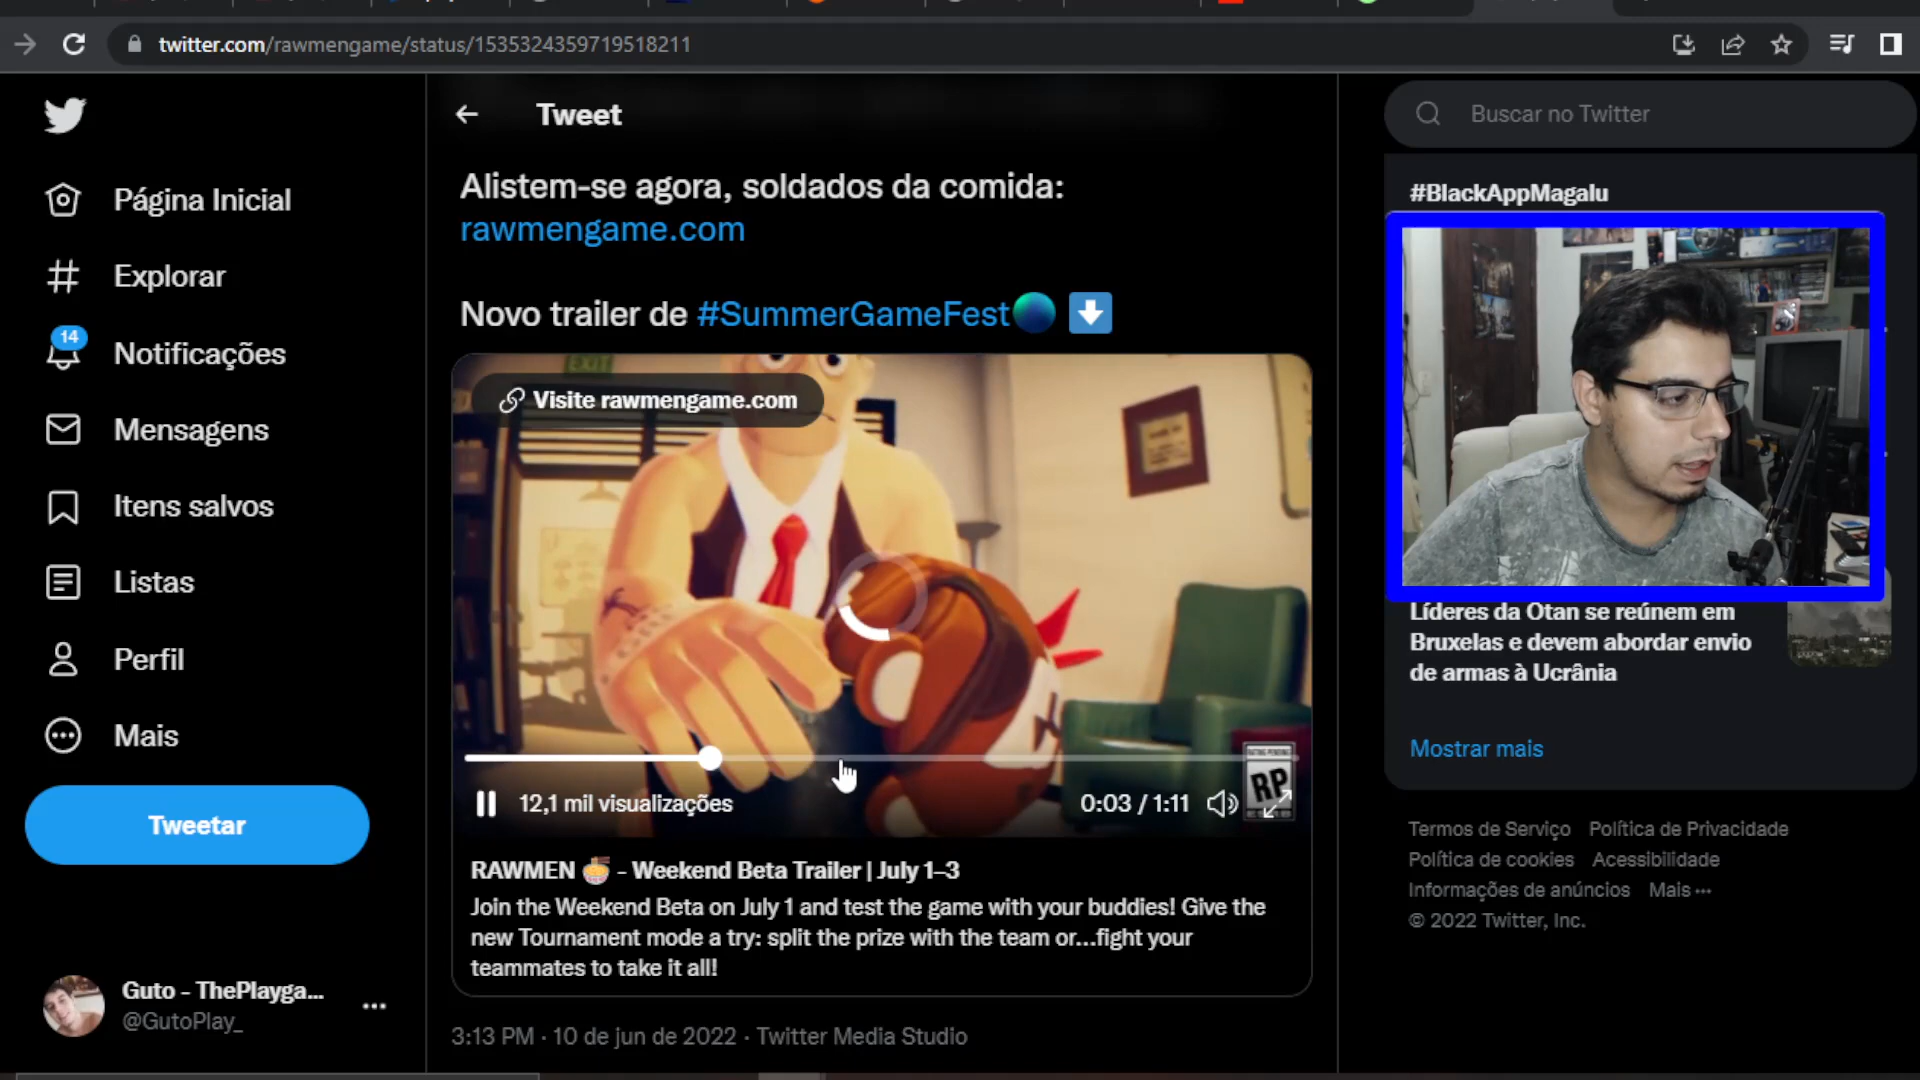 twitter.com/rawmengame/status/1535324359719518211
Tweet
Buscar no Twitter
Página Inicial
Explorar
14
Notificações
Mensagens
Itens salvos
Listas
Perfil
Mais
Tweetar
Guto - ThePlayga...
@GutoPlay_
Alistem-se agora, soldados da comida:
rawmengame.com
Novo trailer de #SummerGameFest
EXIT
Visite rawmengame.com
12,1 mil visualizações
0:03 / 1:11
RP
RAWMEN 🍜 - Weekend Beta Trailer | July 1–3
Join the Weekend Beta on July 1 and test the game with your buddies! Give the
new Tournament mode a try: split the prize with the team or...fight your
teammates to take it all!
3:13 PM · 10 de jun de 2022 · Twitter Media Studio
#BlackAppMagalu
Líderes da Otan se reúnem em
Bruxelas e devem abordar envio
de armas à Ucrânia
Mostrar mais
Termos de Serviço Política de Privacidade
Política de cookies Acessibilidade
Informações de anúncios Mais ···
© 2022 Twitter, Inc.